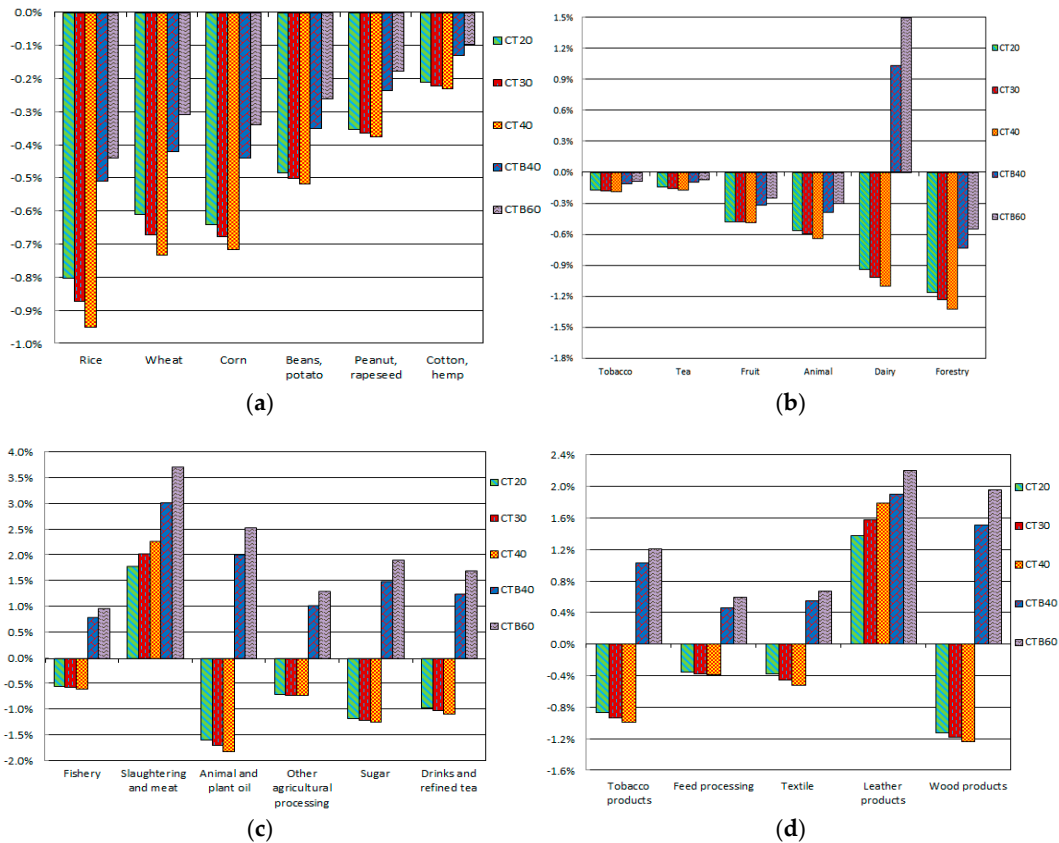 0.0%
-0.1%
-0.2%
-0.3%
-0.4%
-0.5%
-0.6%
-0.7%
-0.8%
-0.9%
-1.0%
CT20
CT30
CT40
CTB40
CTB60
Rice Wheat Corn Beans, Peanut, Cotton,
potato rapeseed hemp
(a)
1.5%
1.2%
0.9%
0.6%
0.3%
0.0%
-0.3%
-0.6%
-0.9%
-1.2%
-1.5%
-1.8%
CT20
CT30
CT40
CTB40
CTB60
Tobacco Tea Fruit Animal Dairy Forestry
(b)
4.0%
3.5%
3.0%
2.5%
2.0%
1.5%
1.0%
0.5%
0.0%
-0.5%
-1.0%
-1.5%
-2.0%
CT20
CT30
CT40
CTB40
CTB60
Fishery Slaughtering Animal and Other Sugar Drinks and
and meat plant oil agricultural refined tea
processing
(c)
2.4%
2.0%
1.6%
1.2%
0.8%
0.4%
0.0%
-0.4%
-0.8%
-1.2%
-1.6%
CT20
CT30
CT40
CTB40
CTB60
Tobacco Feed processing Textile Leather Wood products
products products
(d)